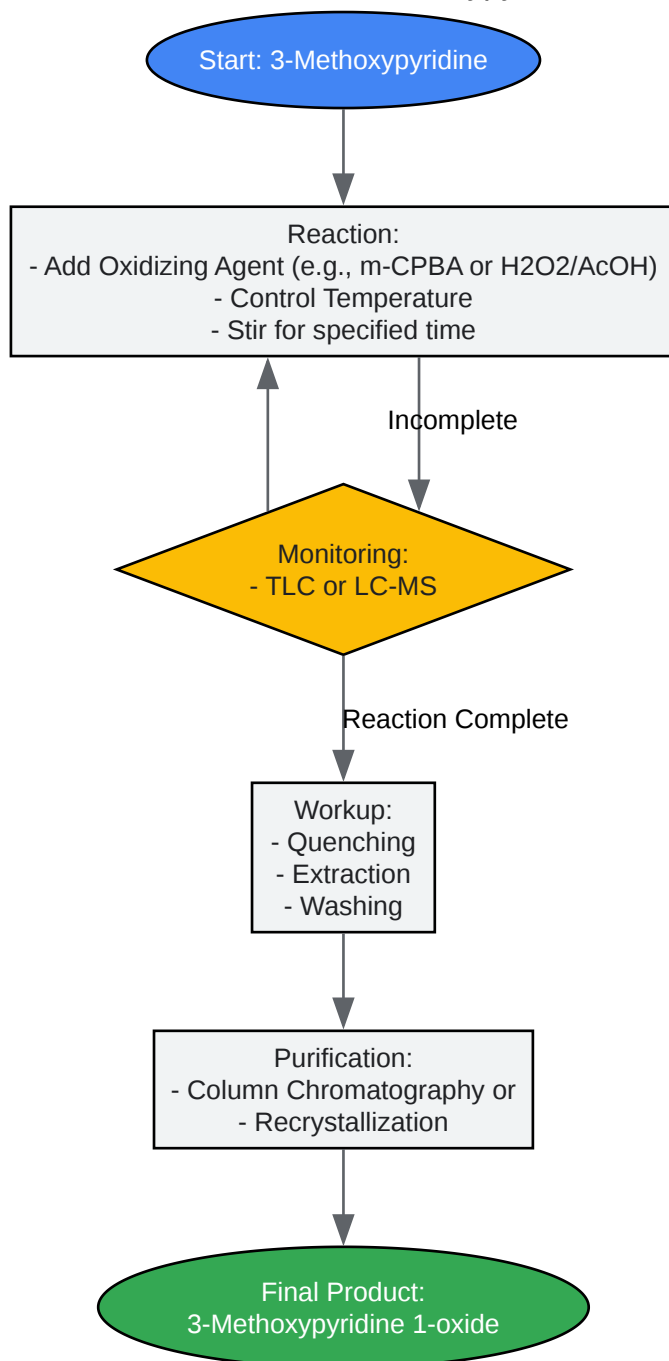 Start: 3-Methoxypyridine
Reaction:
- Add Oxidizing Agent (e.g., m-CPBA or H2O2/AcOH)
- Control Temperature
- Stir for specified time
Incomplete
Monitoring:
- TLC or LC-MS
Reaction Complete
Workup:
- Quenching
- Extraction
- Washing
Purification:
- Column Chromatography or
- Recrystallization
Final Product:
3-Methoxypyridine 1-oxide